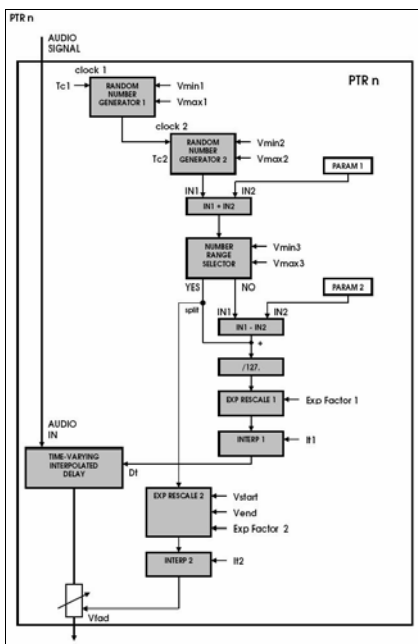 PTR n
AUDIO
SIGNAL
PTR n
clock 1
Tc1
RANDOM
NUMBER
GENERATOR 1
Vmin1
Vmax1
clock 2
Tc2
RANDOM
NUMBER
GENERATOR 2
Vmin2
Vmax2
PARAM 1
IN1
IN2
IN1 + IN2
NUMBER
RANGE
SELECTOR
Vmin3
Vmax3
YES
NO
PARAM 2
split
IN1
IN2
IN1 - IN2
+
/127.
EXP RESCALE 1
Exp Factor 1
AUDIO
IN
INTERP 1
It1
TIME-VARYING
INTERPOLATED
DELAY
Dt
EXP RESCALE 2
Vstart
Vend
Exp Factor 2
INTERP 2
It2
Vfad